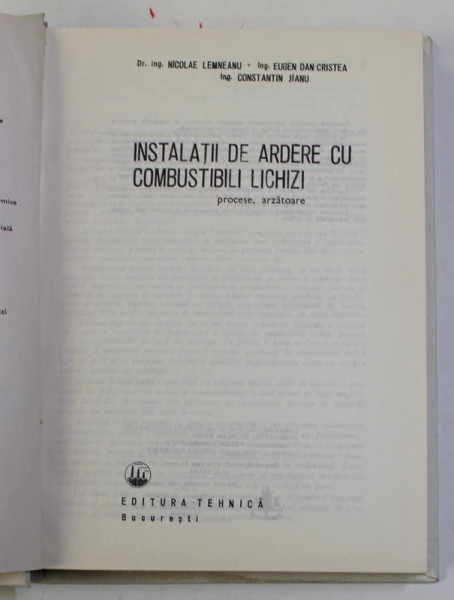 Dr. ing. NICOLAE LEMNEANU • Ing. EUGEN DAN CRISTEA
Ing. CONSTANTIN JIANU
INSTALAȚII DE ARDERE CU
COMBUSTIBILI LICHIZI
procese, arzătoare
EDITURA TEHNICĂ
București